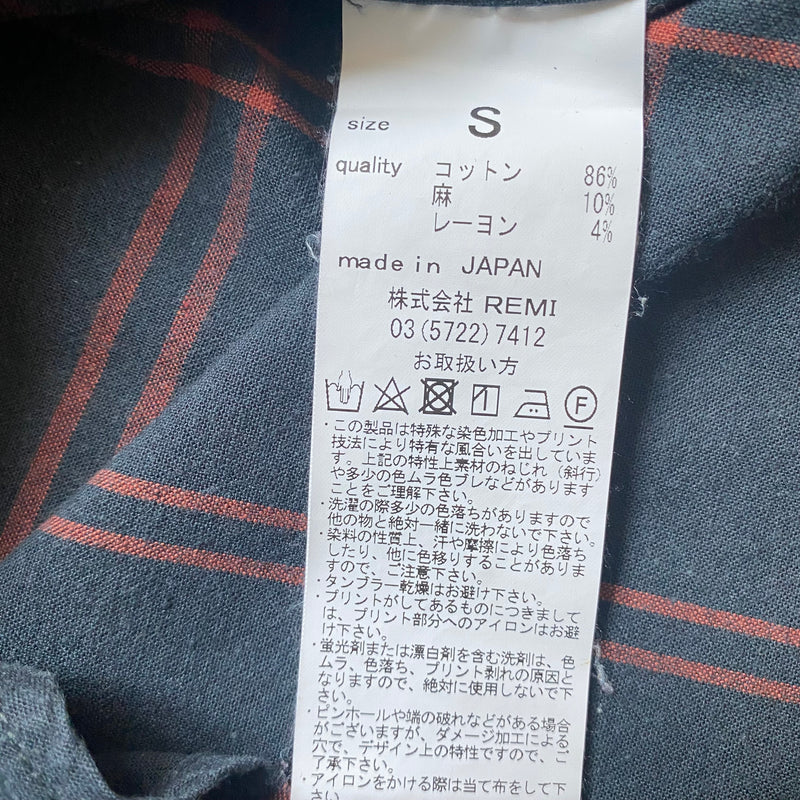 size S
quality コットン 86%
麻 10%
レーヨン 4%
made in JAPAN
株式会社 REMI
03(5722)7412
お取扱い方
F
・この製品は特殊な染色加工やプリント
技法により特有な風合いを出していま
す。上記の特性上素材のねじれ（斜行）
や多少の色ムラ色ブレなどがあります
ことをご理解下さい。
・洗濯の際多少の色落ちがありますので
他の物と絶対一緒に洗わないで下さい。
・染料の性質上、汗や摩擦により色落ち
したり、他に色移りすることがありま
すので、ご注意下さい。
・タンブラー乾燥はお避け下さい。
・プリントがしてあるものにつきまして
は、プリント部分へのアイロンはお避
け下さい。
・蛍光剤または漂白剤を含む洗剤は、色
ムラ、色落ち、プリント剥れの原因と
なりますので、絶対に使用しないで下
さい。
・ピンホールや端の破れなどがある場合
がございますが、ダメージ加工による
穴で、デザイン上の特性ですので、ご
了承下さい。
・アイロンをかける際は当て布をして下
さい。